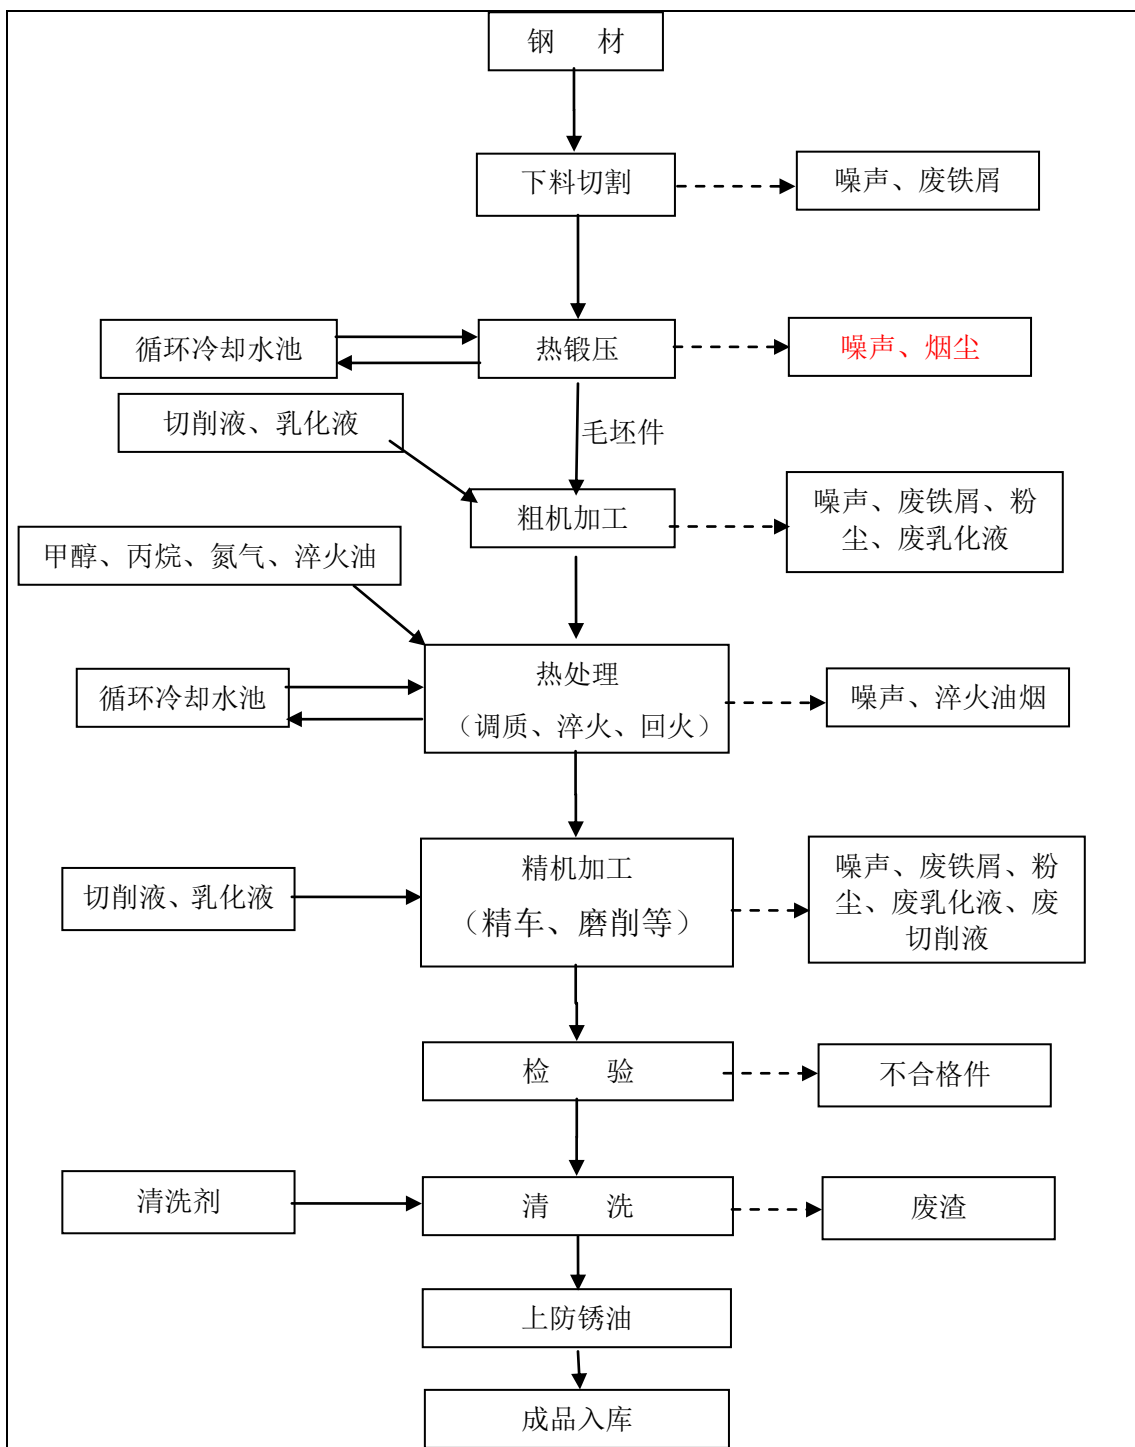 钢 材
下料切割
噪声、废铁屑
循环冷却水池
热锻压
噪声、烟尘
切削液、乳化液
毛坯件
粗机加工
噪声、废铁屑、粉
尘、废乳化液
甲醇、丙烷、氮气、淬火油
循环冷却水池
热处理
（调质、淬火、回火）
噪声、淬火油烟
切削液、乳化液
精机加工
（精车、磨削等）
噪声、废铁屑、粉
尘、废乳化液、废
切削液
检 验
不合格件
清洗剂
清 洗
废渣
上防锈油
成品入库